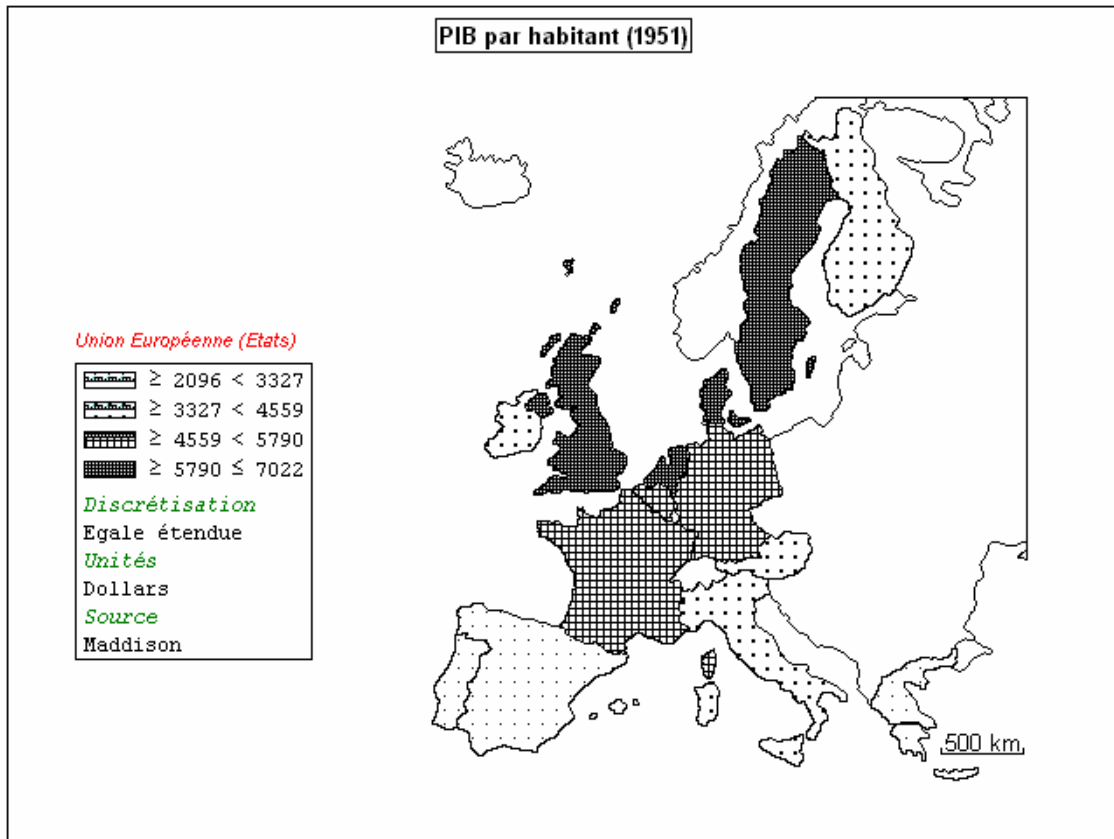 PIB par habitant (1951)
Union Européenne (Etats)
≥ 2096 < 3327
≥ 3327 < 4559
≥ 4559 < 5790
≥ 5790 ≤ 7022
Discrétisation
Egale étendue
Unités
Dollars
Source
Maddison
500 km